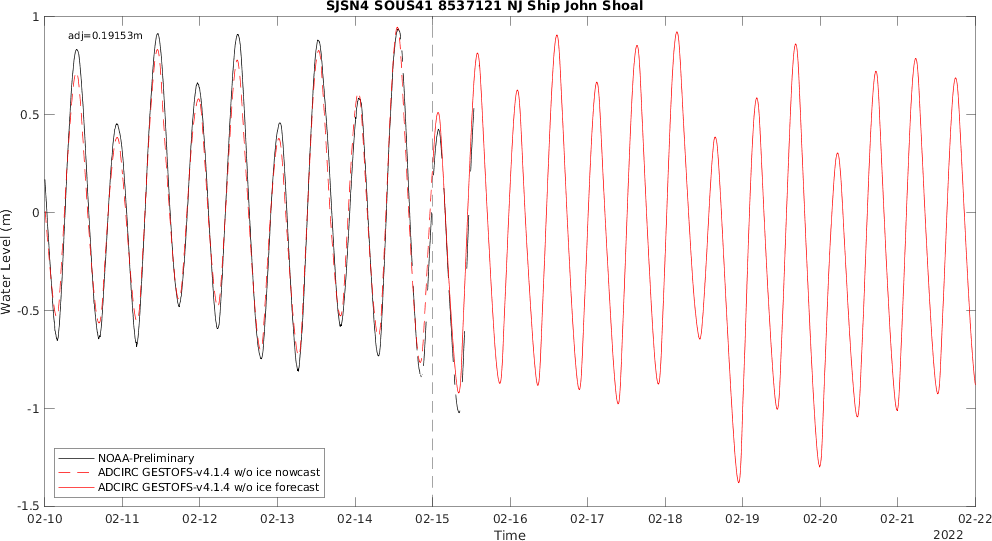 SJSN4 SOUS41 8537121 NJ Ship John Shoal
adj=0.19153m
1
0.5
0
-0.5
-1
-1.5
Water Level (m)
NOAA-Preliminary
ADCIRC GESTOFS-v4.1.4 w/o ice nowcast
ADCIRC GESTOFS-v4.1.4 w/o ice forecast
02-10 02-11 02-12 02-13 02-14 02-15 02-16 02-17 02-18 02-19 02-20 02-21 02-22
Time
2022